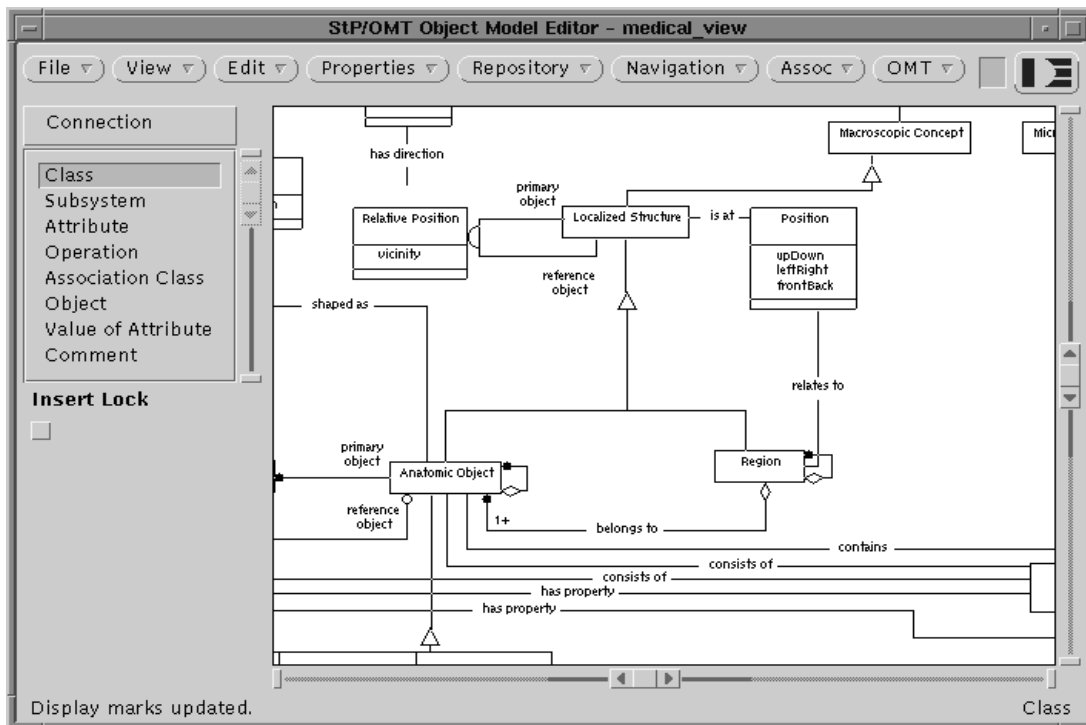 StP/OMT Object Model Editor - medical_view
File View Edit Properties Repository Navigation Assoc OMT
Connection
Class
Subsystem
Attribute
Operation
Association Class
Object
Value of Attribute
Comment
Insert Lock
has direction
Macroscopic Concept
primary
object
Relative Position
vicinity
Localized Structure
is at
Position
upDown
leftRight
frontBack
reference
object
shaped as
relates to
primary
object
Anatomic Object
Region
reference
object
1+
belongs to
contains
consists of
consists of
has property
has property
Display marks updated.
Class